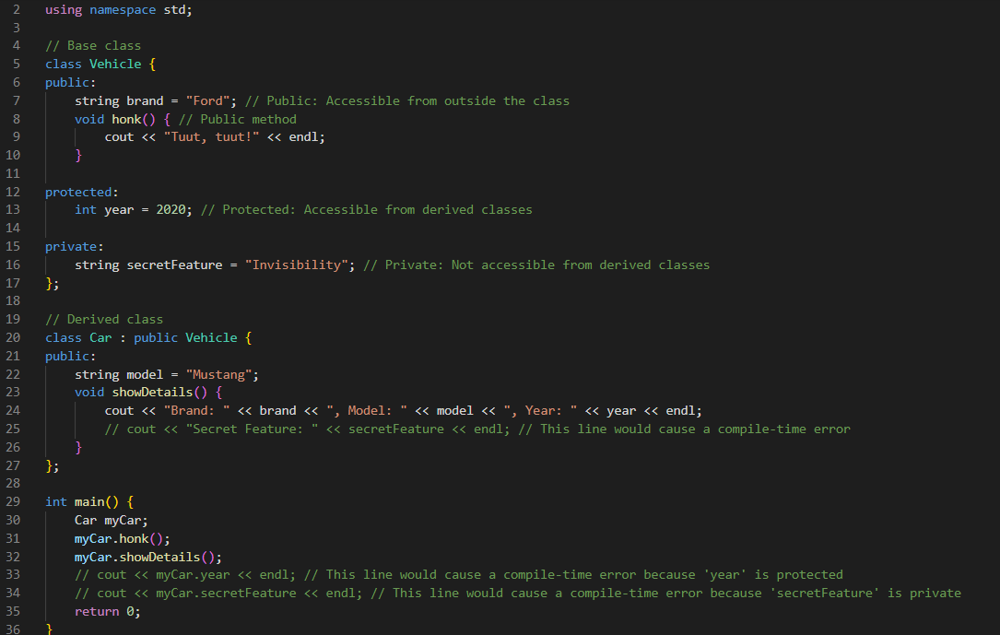 2 using namespace std;
3
4 // Base class
5 class Vehicle {
6 public:
7     string brand = "Ford"; // Public: Accessible from outside the class
8     void honk() { // Public method
9         cout << "Tuut, tuut!" << endl;
10     }
11
12 protected:
13     int year = 2020; // Protected: Accessible from derived classes
14
15 private:
16     string secretFeature = "Invisibility"; // Private: Not accessible from derived classes
17 };
18
19 // Derived class
20 class Car : public Vehicle {
21 public:
22     string model = "Mustang";
23     void showDetails() {
24         cout << "Brand: " << brand << ", Model: " << model << ", Year: " << year << endl;
25         // cout << "Secret Feature: " << secretFeature << endl; // This line would cause a compile-time error
26     }
27 };
28
29 int main() {
30     Car myCar;
31     myCar.honk();
32     myCar.showDetails();
33     // cout << myCar.year << endl; // This line would cause a compile-time error because 'year' is protected
34     // cout << myCar.secretFeature << endl; // This line would cause a compile-time error because 'secretFeature' is private
35     return 0;
36 }